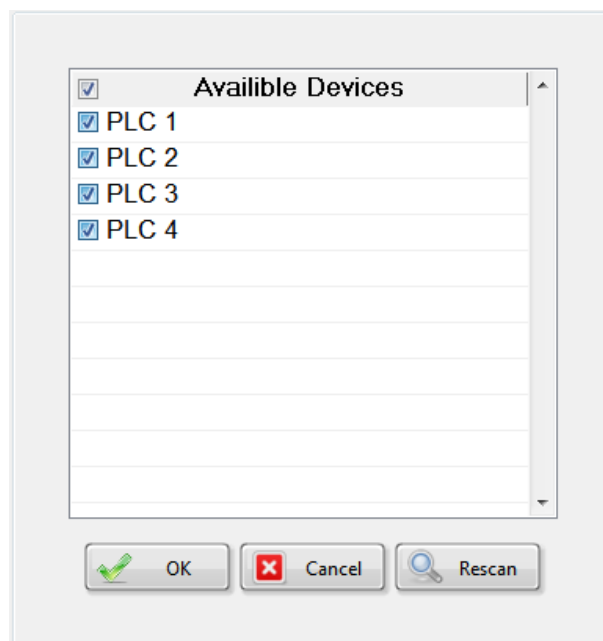 Availible Devices
PLC 1
PLC 2
PLC 3
PLC 4
OK Cancel Rescan